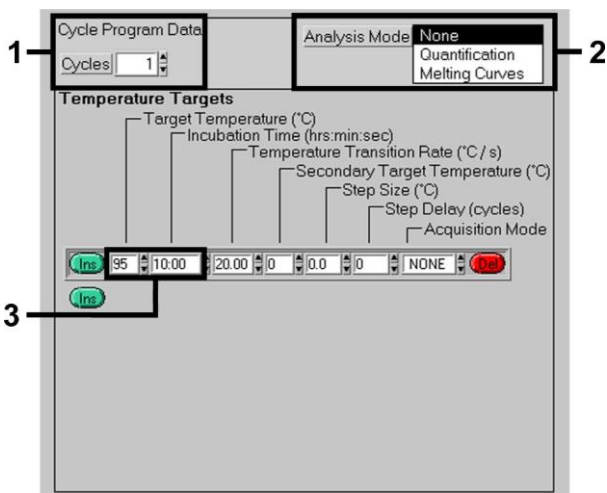 Cycle Program Data
Cycles 1
1
Analysis Mode None
Quantification
Melting Curves
2
Temperature Targets
Target Temperature (°C)
Incubation Time (hrs:min:sec)
Temperature Transition Rate (°C / s)
Secondary Target Temperature (°C)
Step Size (°C)
Step Delay (cycles)
Acquisition Mode
Ins 95 10:00 20.00 0 0.0 0 NONE Del
Ins
3